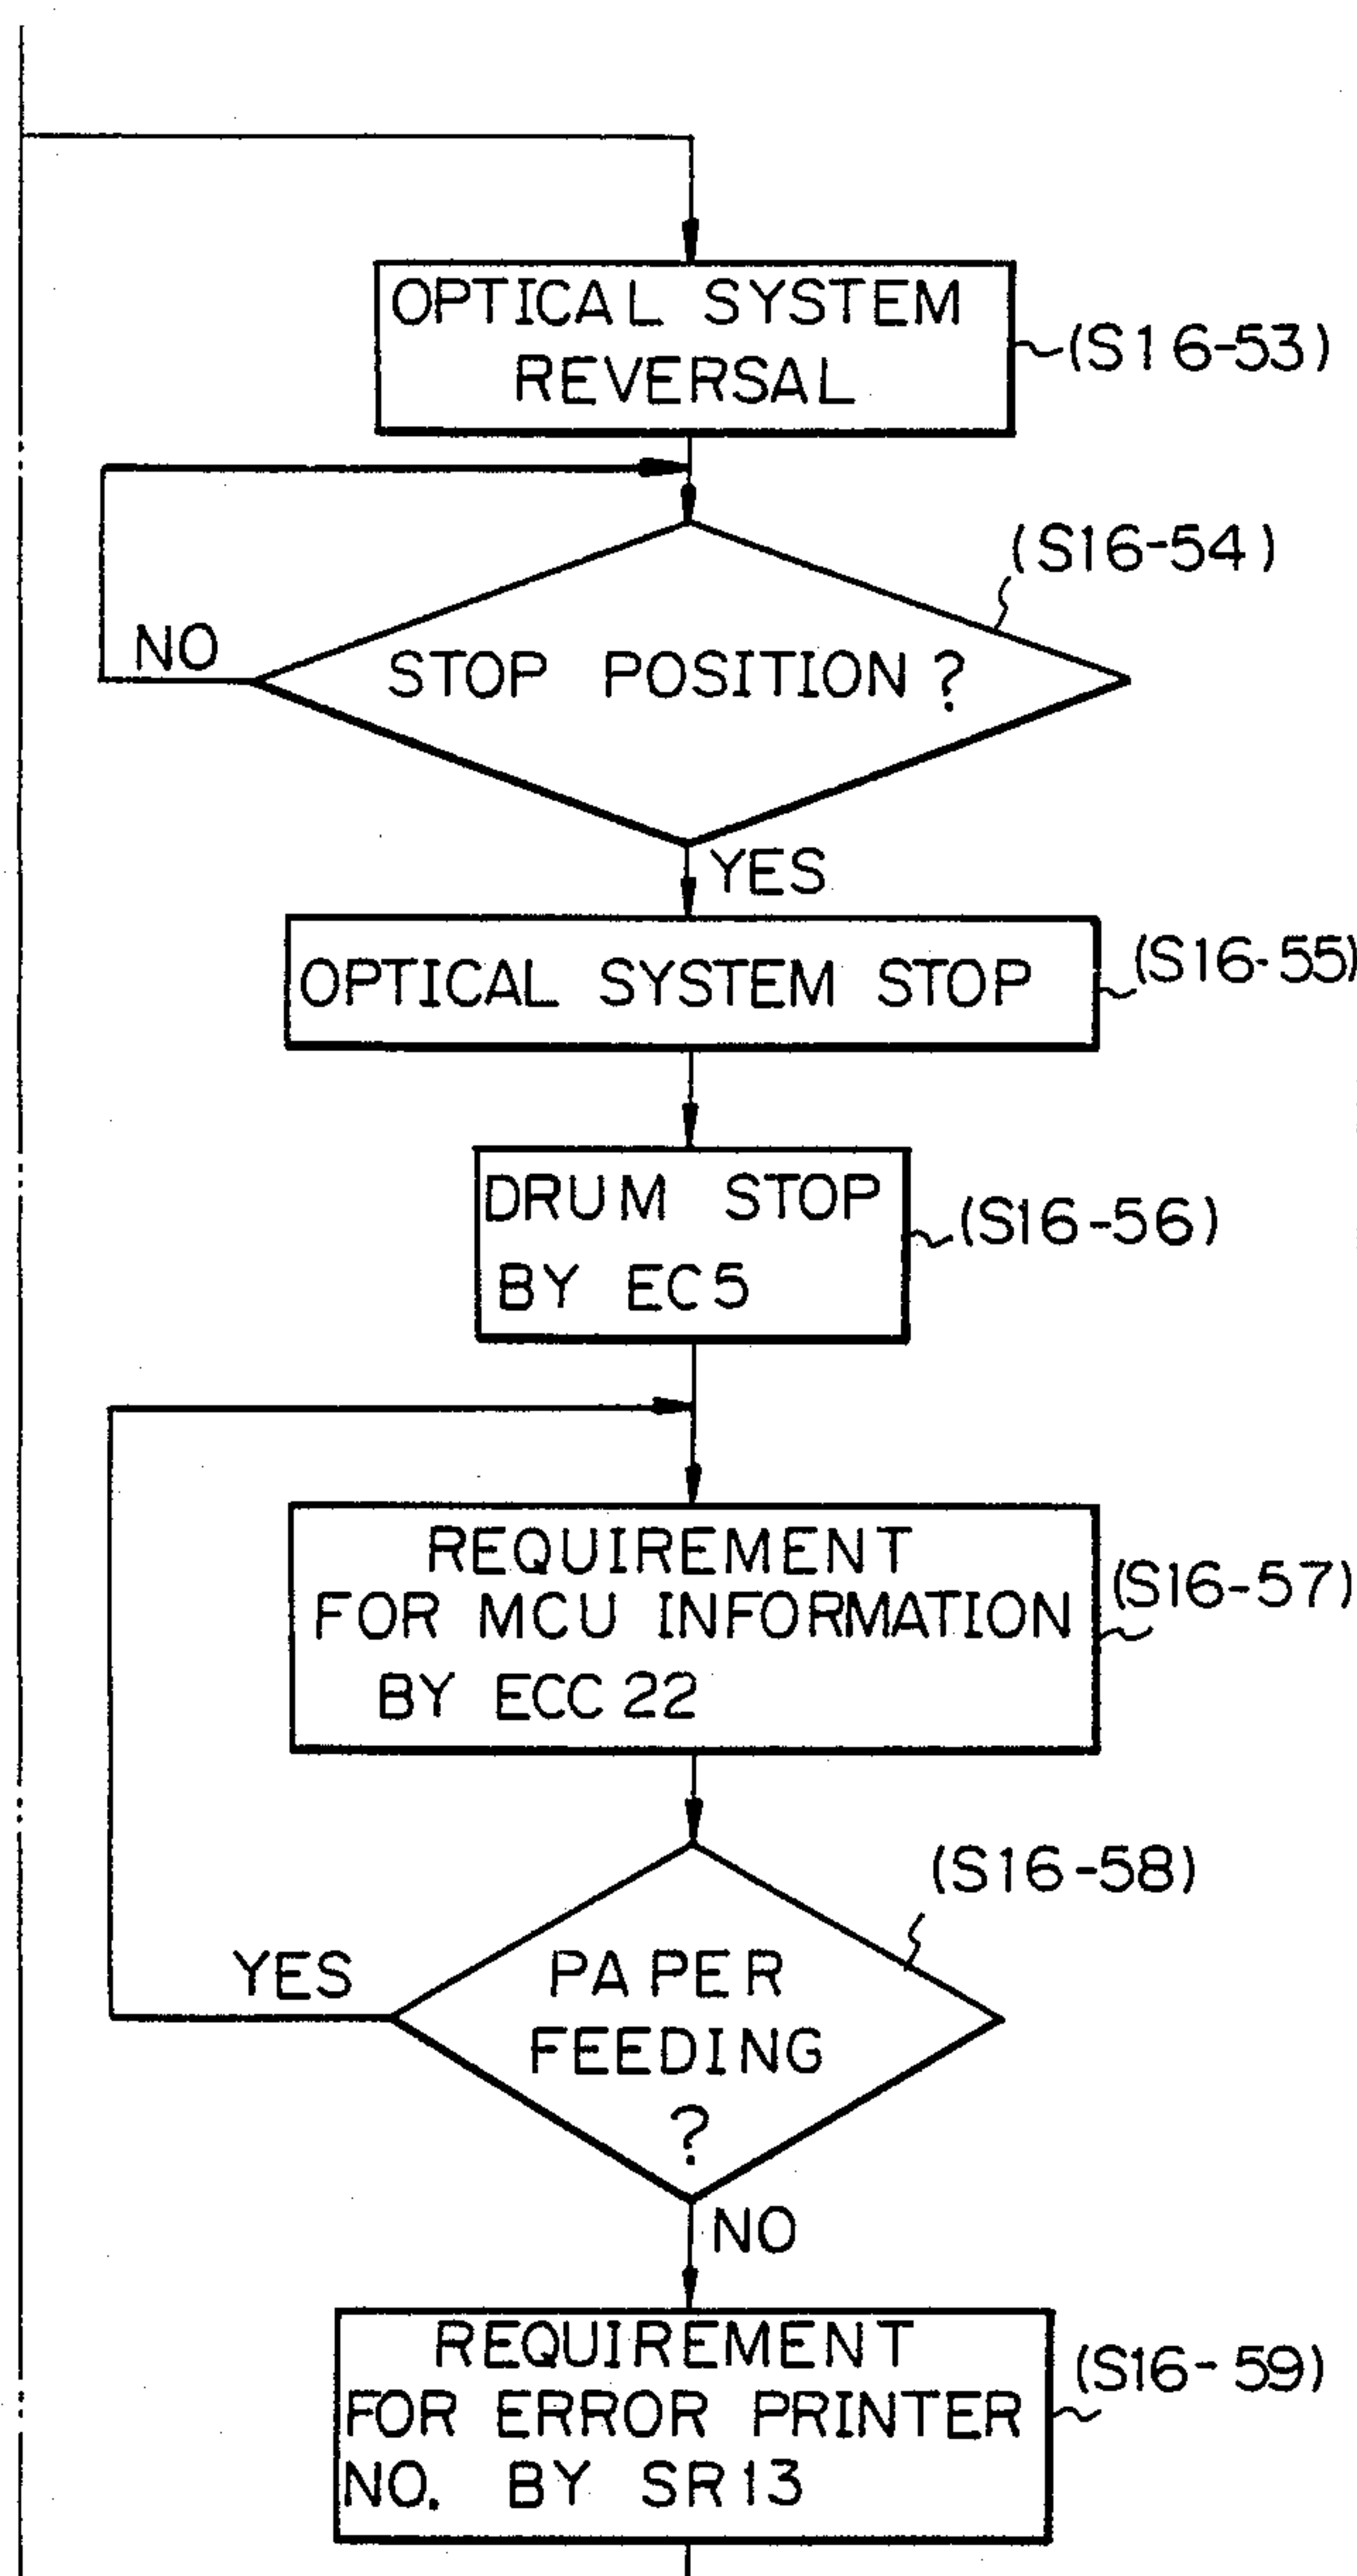 OPTICAL SYSTEM
REVERSAL
(S16-53)
(S16-54)
NO
STOP POSITION?
YES
OPTICAL SYSTEM STOP
(S16-55)
DRUM STOP
BY EC5
(S16-56)
REQUIREMENT
FOR MCU INFORMATION
BY ECC22
(S16-57)
(S16-58)
YES
PAPER
FEEDING
?
NO
REQUIREMENT
FOR ERROR PRINTER
NO. BY SR13
(S16-59)